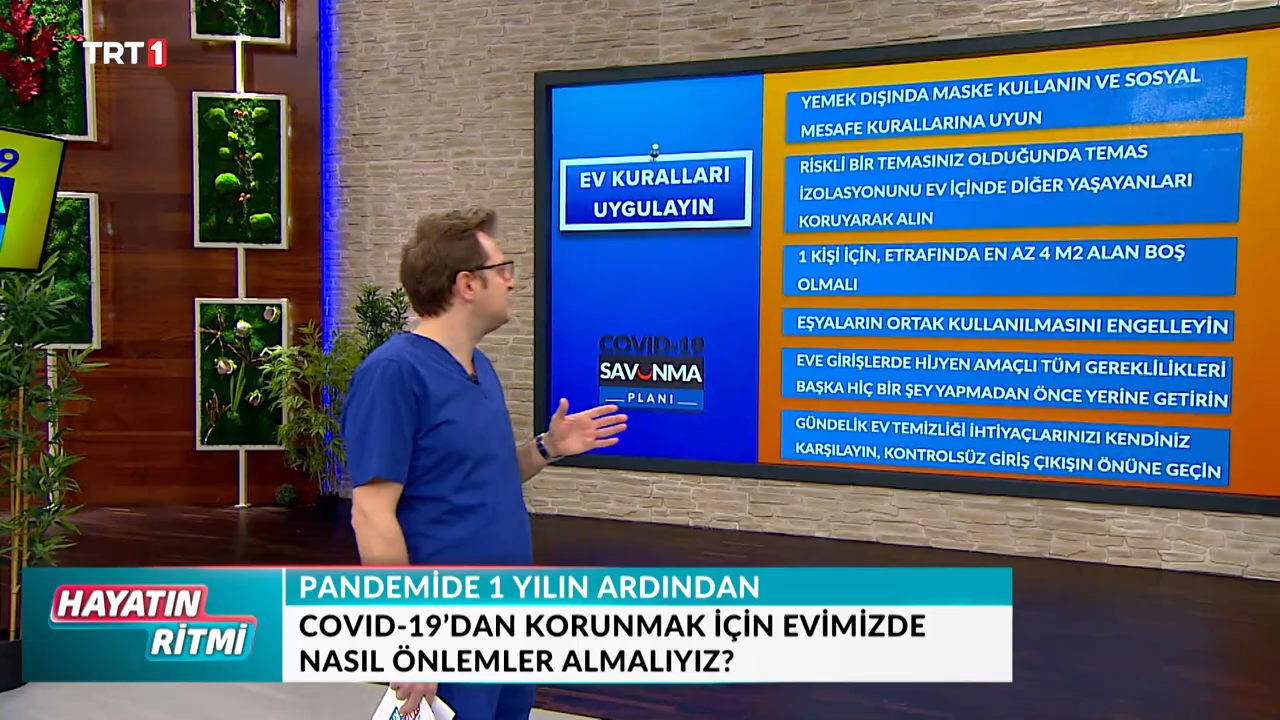 TRT 1
9
A
EV KURALLARI
UYGULAYIN
COVID-19
SAVUNMA
PLANI
YEMEK DIŞINDA MASKE KULLANIN VE SOSYAL
MESAFE KURALLARINA UYUN
RİSKLİ BİR TEMASINIZ OLDUĞUNDA TEMAS
İZOLASYONUNU EV İÇİNDE DİĞER YAŞAYANLARI
KORUYARAK ALIN
1 KİŞİ İÇİN, ETRAFINDA EN AZ 4 M2 ALAN BOŞ
OLMALI
EŞYALARIN ORTAK KULLANILMASINI ENGELLEYİN
EVE GİRİŞLERDE HİJYEN AMAÇLI TÜM GEREKLİLİKLERİ
BAŞKA HİÇ BİR ŞEY YAPMADAN ÖNCE YERİNE GETİRİN
GÜNDELİK EV TEMİZLİĞİ İHTİYAÇLARINIZI KENDİNİZ
KARŞILAYIN, KONTROLSÜZ GİRİŞ ÇIKIŞIN ÖNÜNE GEÇİN
HAYATIN
RİTMİ
PANDEMİDE 1 YILIN ARDINDAN
COVID-19'DAN KORUNMAK İÇİN EVİMİZDE
NASIL ÖNLEMLER ALMALIYIZ?